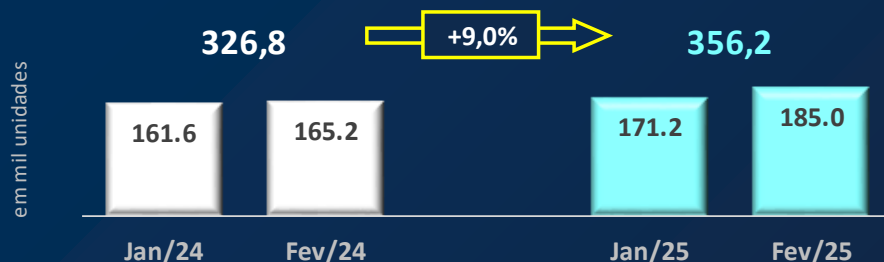 326,8
+9,0%
356,2
em mil unidades
161.6
165.2
171.2
185.0
Jan/24
Fev/24
Jan/25
Fev/25